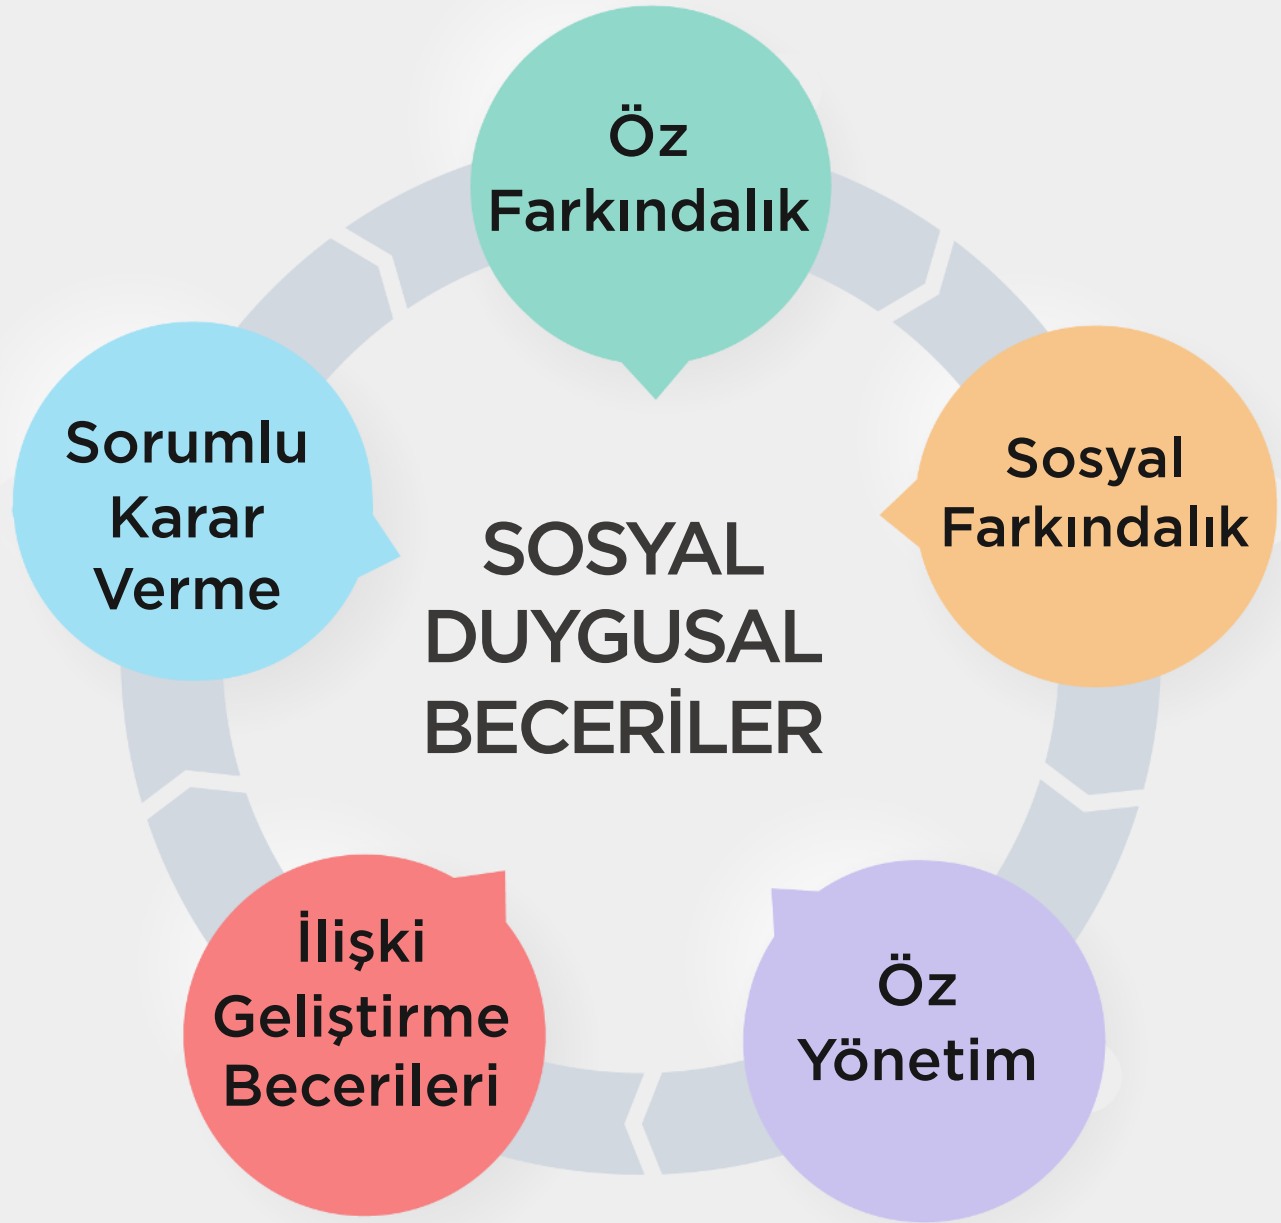 Öz
Farkındalık
Sosyal
Farkındalık
Öz
Yönetim
İlişki
Geliştirme
Becerileri
Sorumlu
Karar
Verme
SOSYAL
DUYGUSAL
BECERİLER